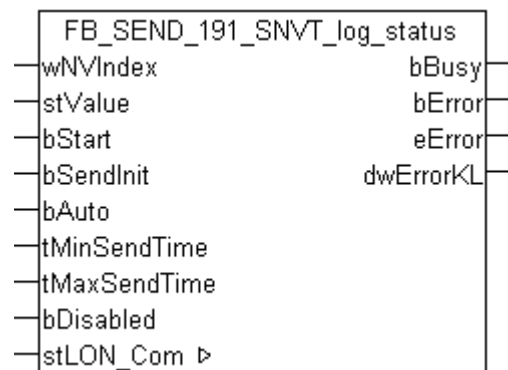 FB_SEND_191_SNVT_log_status
wNVIndex bBusy
stValue bError
bStart eError
bSendInit dwErrorKL
bAuto
tMinSendTime
tMaxSendTime
bDisabled
stLON_Com ▷